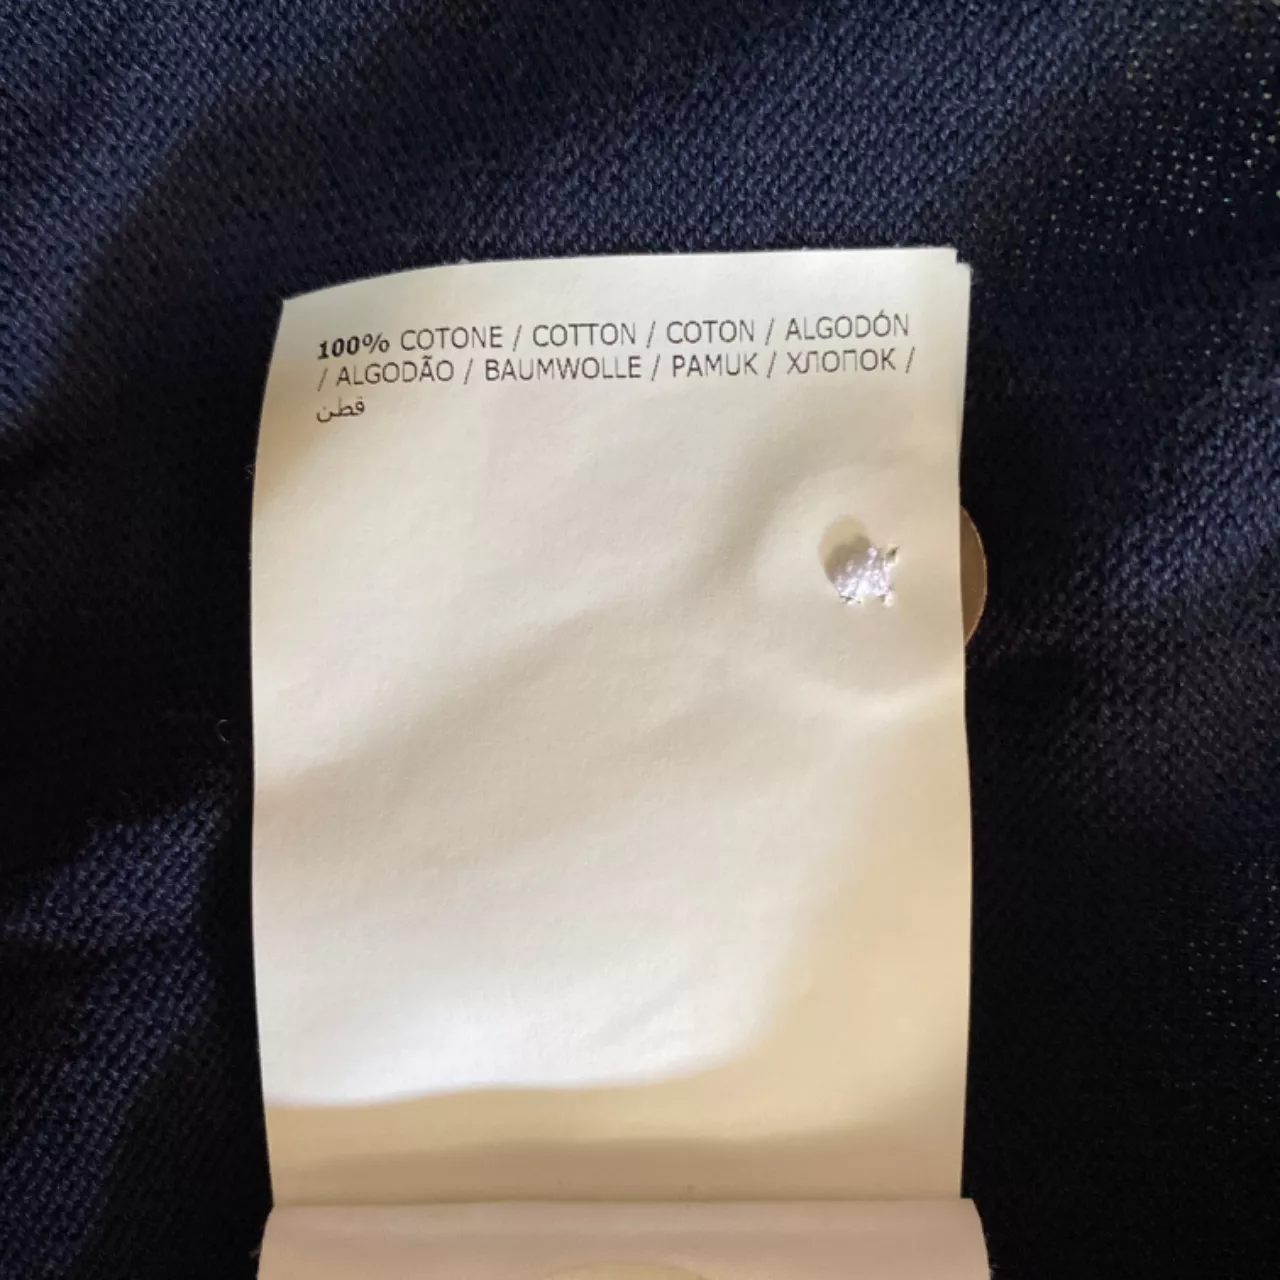 100% COTONE / COTTON / COTON / ALGODÓN
/ ALGODÃO / BAUMWOLLE / PAMUK / ХЛОПОК /
قطن